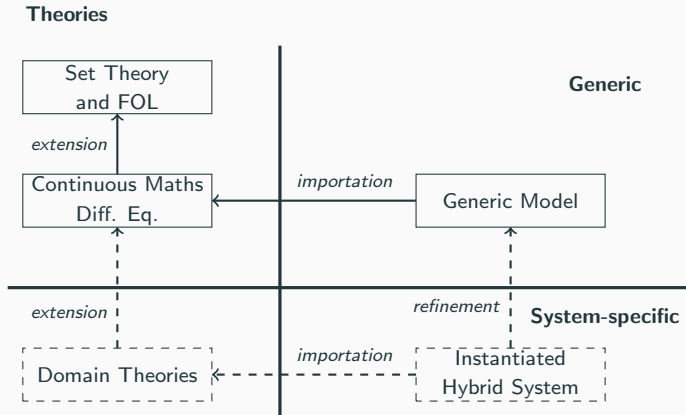 Theories
Set Theory
and FOL
Generic
extension
Continuous Maths
Diff. Eq.
importation
Generic Model
extension
refinement
System-specific
Domain Theories
importation
Instantiated
Hybrid System